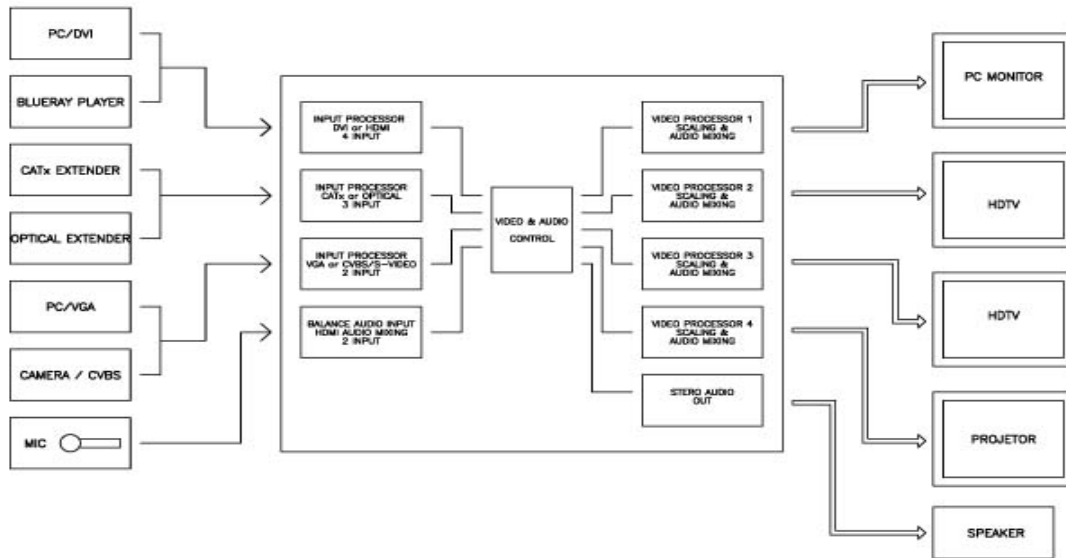 PC/DVI
BLUERAY PLAYER
CATx EXTENDER
OPTICAL EXTENDER
PC/VGA
CAMERA / CVBS
MIC
INPUT PROCESSOR
DVI or HDMI
4 INPUT
INPUT PROCESSOR
CATx or OPTICAL
3 INPUT
INPUT PROCESSOR
VGA or CVBS/S-VIDEO
2 INPUT
BALANCE AUDIO INPUT
HDMI AUDIO MIXING
2 INPUT
VIDEO & AUDIO
CONTROL
VIDEO PROCESSOR 1
SCALING &
AUDIO MIXING
VIDEO PROCESSOR 2
SCALING &
AUDIO MIXING
VIDEO PROCESSOR 3
SCALING &
AUDIO MIXING
VIDEO PROCESSOR 4
SCALING &
AUDIO MIXING
STERO AUDIO
OUT
PC MONITOR
HDTV
HDTV
PROJETOR
SPEAKER